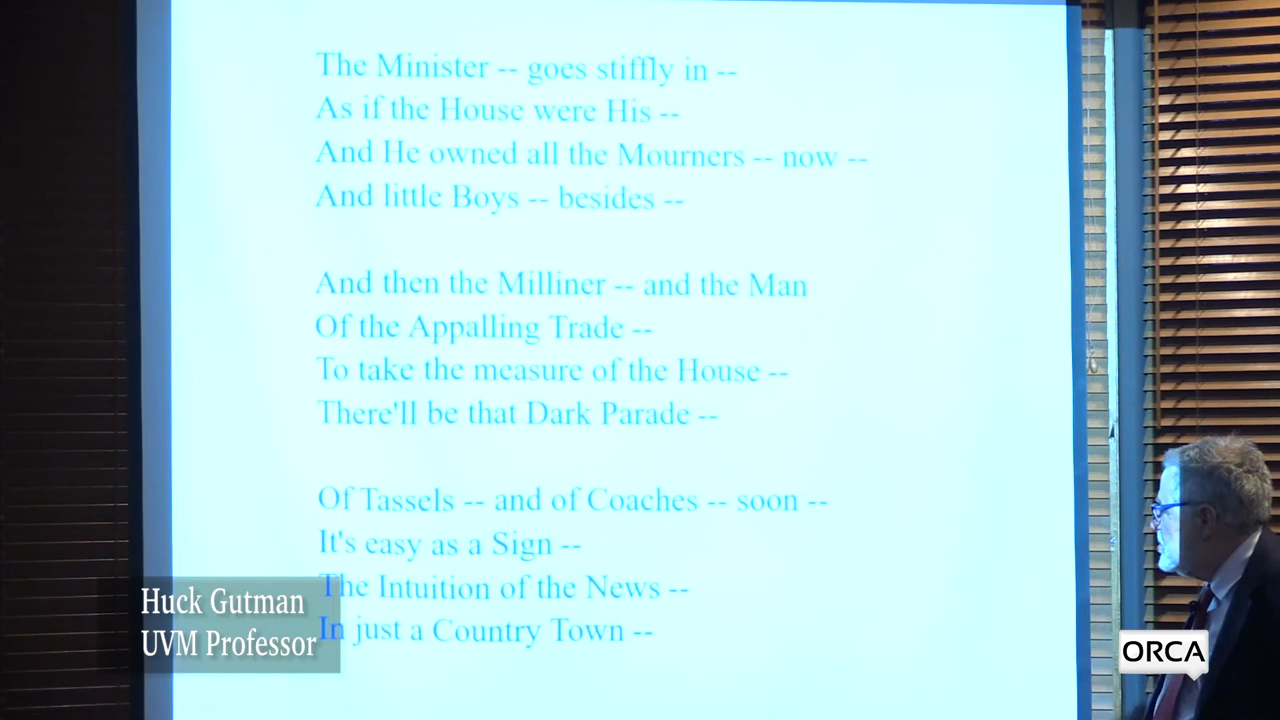 The Minister -- goes stiffly in --
As if the House were His --
And He owned all the Mourners -- now --
And little Boys -- besides --
And then the Milliner -- and the Man
Of the Appalling Trade --
To take the measure of the House --
There'll be that Dark Parade --
Of Tassels -- and of Coaches -- soon --
It's easy as a Sign --
The Intuition of the News --
In just a Country Town --
Huck Gutman
UVM Professor
ORCA